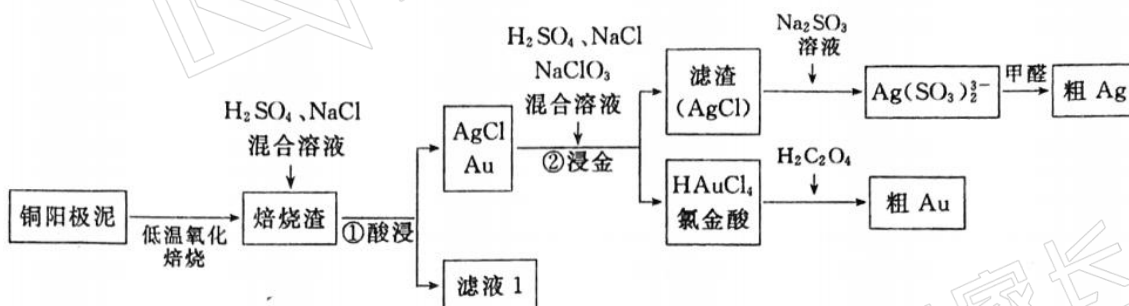 H₂SO₄、NaCl
NaClO₃
混合溶液
Na₂SO₃
溶液
滤渣
(AgCl)
Ag(SO₃)₂³⁻
甲醛
粗 Ag
H₂SO₄、NaCl
混合溶液
AgCl
Au
②浸金
H₂C₂O₄
铜阳极泥
低温氧化
焙烧
焙烧渣
①酸浸
HAuCl₄
氯金酸
粗 Au
滤液 1
家长